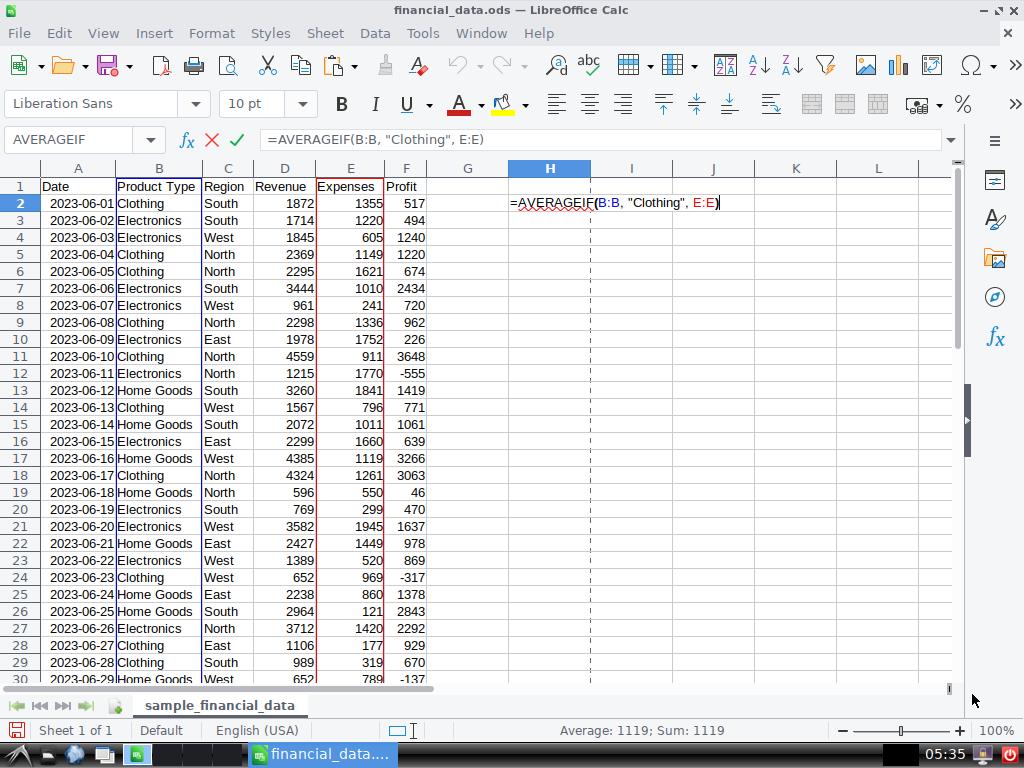 financial_data.ods — LibreOffice Calc
File Edit View Insert Format Styles Sheet Data Tools Window Help
Liberation Sans 10 pt
AVERAGEIF =AVERAGEIF(B:B, "Clothing", E:E)
A B C D E F G H I J K L
1 Date Product Type Region Revenue Expenses Profit
2 2023-06-01 Clothing South 1872 1355 517 =AVERAGEIF(B:B, "Clothing", E:E)
3 2023-06-02 Electronics South 1714 1220 494
4 2023-06-03 Electronics West 1845 605 1240
5 2023-06-04 Clothing North 2369 1149 1220
6 2023-06-05 Clothing North 2295 1621 674
7 2023-06-06 Electronics South 3444 1010 2434
8 2023-06-07 Electronics West 961 241 720
9 2023-06-08 Clothing North 2298 1336 962
10 2023-06-09 Electronics East 1978 1752 226
11 2023-06-10 Clothing North 4559 911 3648
12 2023-06-11 Electronics North 1215 1770 -555
13 2023-06-12 Home Goods South 3260 1841 1419
14 2023-06-13 Clothing West 1567 796 771
15 2023-06-14 Home Goods South 2072 1011 1061
16 2023-06-15 Electronics East 2299 1660 639
17 2023-06-16 Home Goods West 4385 1119 3266
18 2023-06-17 Clothing North 4324 1261 3063
19 2023-06-18 Home Goods North 596 550 46
20 2023-06-19 Electronics South 769 299 470
21 2023-06-20 Electronics West 3582 1945 1637
22 2023-06-21 Home Goods East 2427 1449 978
23 2023-06-22 Electronics West 1389 520 869
24 2023-06-23 Clothing West 652 969 -317
25 2023-06-24 Home Goods East 2238 860 1378
26 2023-06-25 Home Goods South 2964 121 2843
27 2023-06-26 Electronics North 3712 1420 2292
28 2023-06-27 Clothing East 1106 177 929
29 2023-06-28 Clothing South 989 319 670
30 2023-06-29 Home Goods West 652 789 -137
sample_financial_data
Sheet 1 of 1 Default English (USA) Average: 1119; Sum: 1119 100%
financial_data.... 05:35